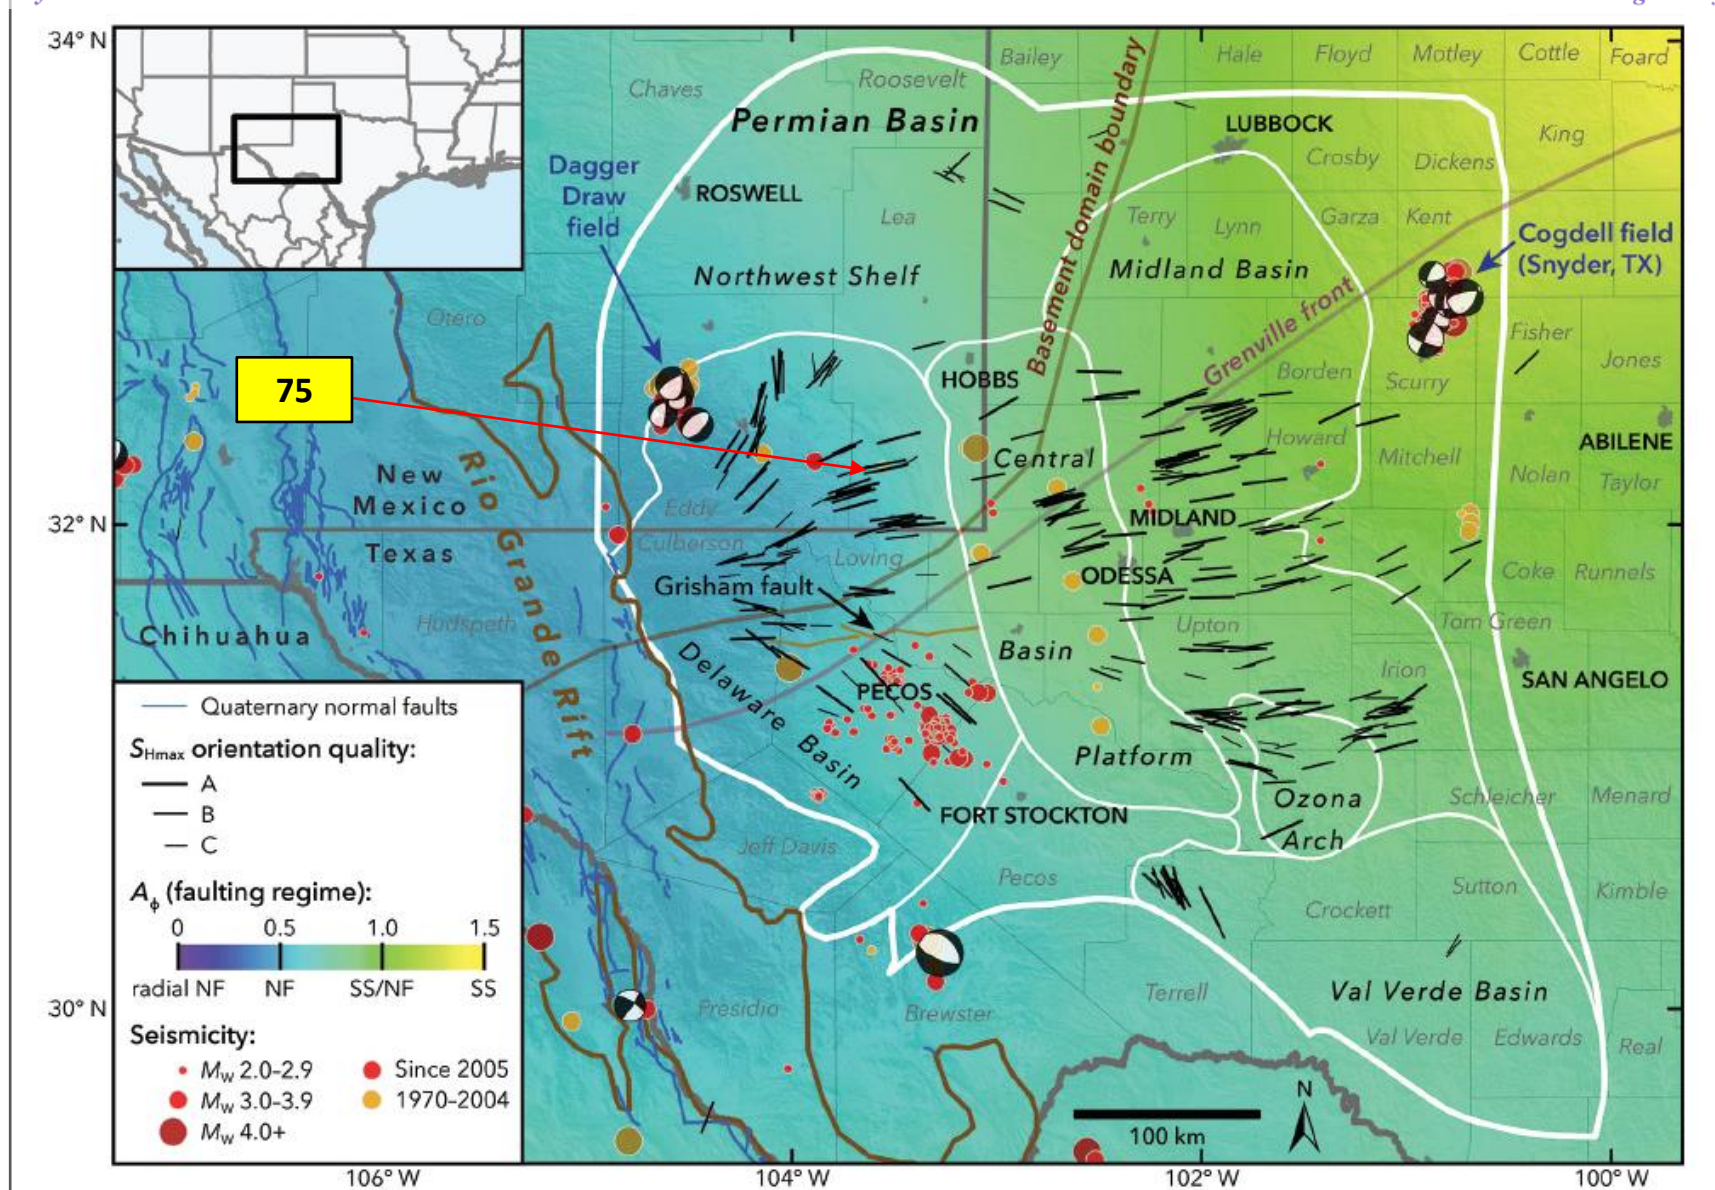 34° N
32° N
30° N
106° W
104° W
102° W
100° W
Chaves
Roosevelt
Bailey
Hale
Floyd
Motley
Cottle
Foard
Permian Basin
Basement domain boundary
LUBBOCK
King
Crosby
Dickens
Dagger
Draw
field
ROSWELL
Lea
Terry
Lynn
Garza
Kent
Cogdell field
(Snyder, TX)
Northwest Shelf
Midland Basin
Otero
Grenville front
Fisher
Jones
75
HOBBS
Borden
Scurry
Howard
ABILENE
Central
Mitchell
Nolan
Taylor
New
Mexico
Rio Grande Rift
Eddy
MIDLAND
Texas
Culberson
Loving
Grisham fault
ODESSA
Coke
Runnels
Chihuahua
Hudspeth
Upton
Tom Green
Delaware Basin
Basin
Irion
PECOS
SAN ANGELO
Platform
Ozona
Arch
Schleicher
Menard
FORT STOCKTON
Jeff Davis
Pecos
Sutton
Kimble
Crockett
Presidio
Brewster
Terrell
Val Verde Basin
Val Verde
Edwards
Real
Quaternary normal faults
SHmax orientation quality:
A
B
C
Aϕ (faulting regime):
0 0.5 1.0 1.5
radial NF NF SS/NF SS
Seismicity:
Mw 2.0–2.9
Since 2005
Mw 3.0–3.9
1970–2004
Mw 4.0+
N
100 km